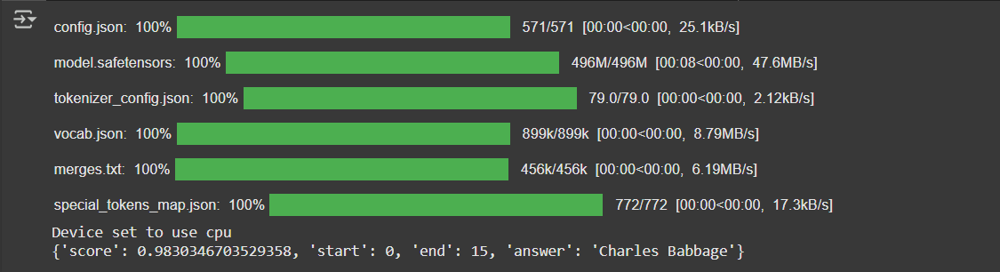 config.json: 100% 571/571 [00:00<00:00, 25.1kB/s]
model.safetensors: 100% 496M/496M [00:08<00:00, 47.6MB/s]
tokenizer_config.json: 100% 79.0/79.0 [00:00<00:00, 2.12kB/s]
vocab.json: 100% 899k/899k [00:00<00:00, 8.79MB/s]
merges.txt: 100% 456k/456k [00:00<00:00, 6.19MB/s]
special_tokens_map.json: 100% 772/772 [00:00<00:00, 17.3kB/s]
Device set to use cpu
{'score': 0.9830346703529358, 'start': 0, 'end': 15, 'answer': 'Charles Babbage'}